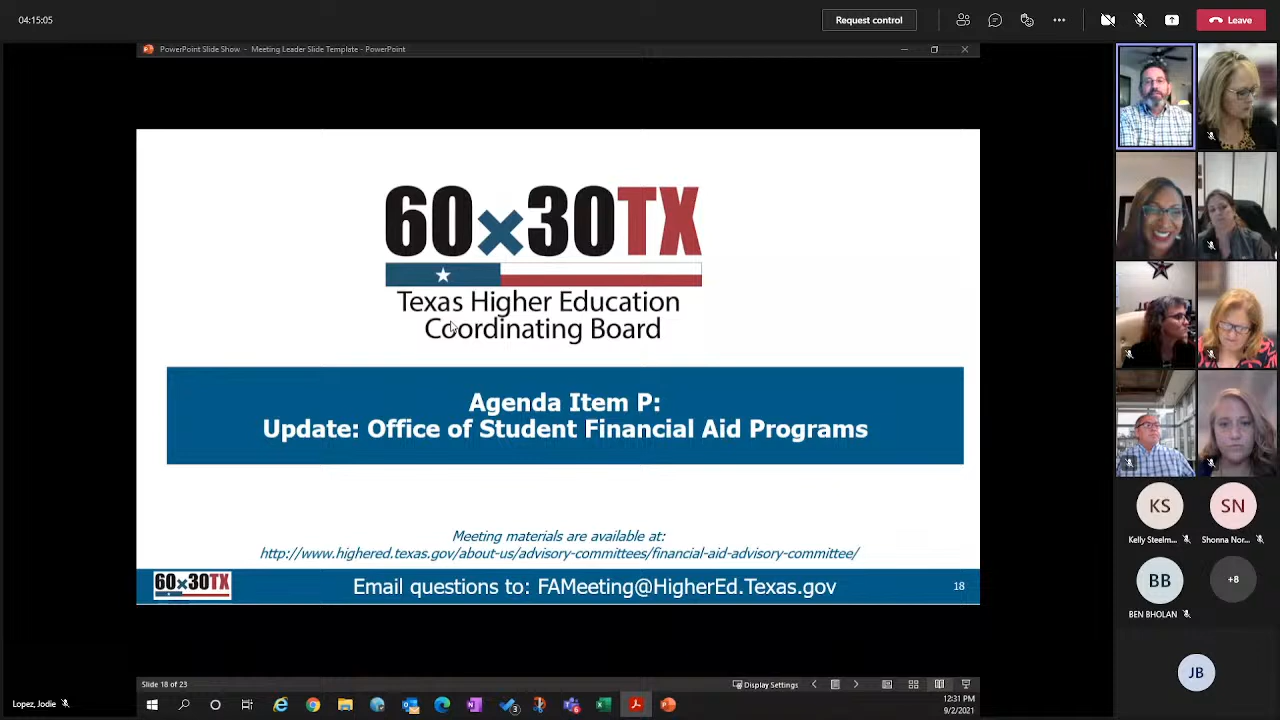 04:15:05
Request control
Leave
PowerPoint Slide Show - Meeting Leader Slide Template - PowerPoint
60x30TX
Texas Higher Education
Coordinating Board
Agenda Item P:
Update: Office of Student Financial Aid Programs
Meeting materials are available at:
http://www.highered.texas.gov/about-us/advisory-committees/financial-aid-advisory-committee/
60x30TX
Email questions to: FAMeeting@HigherEd.Texas.gov
18
KS
SN
Kelly Steelm...
Shonna Nor...
BB
+8
BEN BHOLAN
JB
Slide 18 of 23
Display Settings
Lopez, Jodie
12:31 PM
9/2/2021